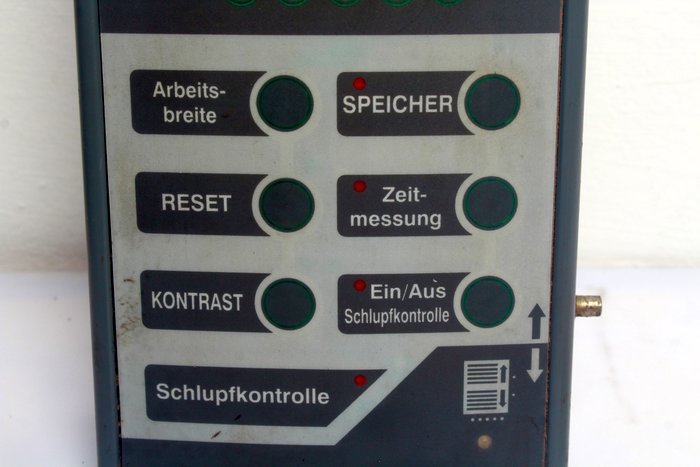 Arbeits-
breite
SPEICHER
RESET
Zeit-
messung
KONTRAST
Ein/Aus
Schlupfkontrolle
Schlupfkontrolle